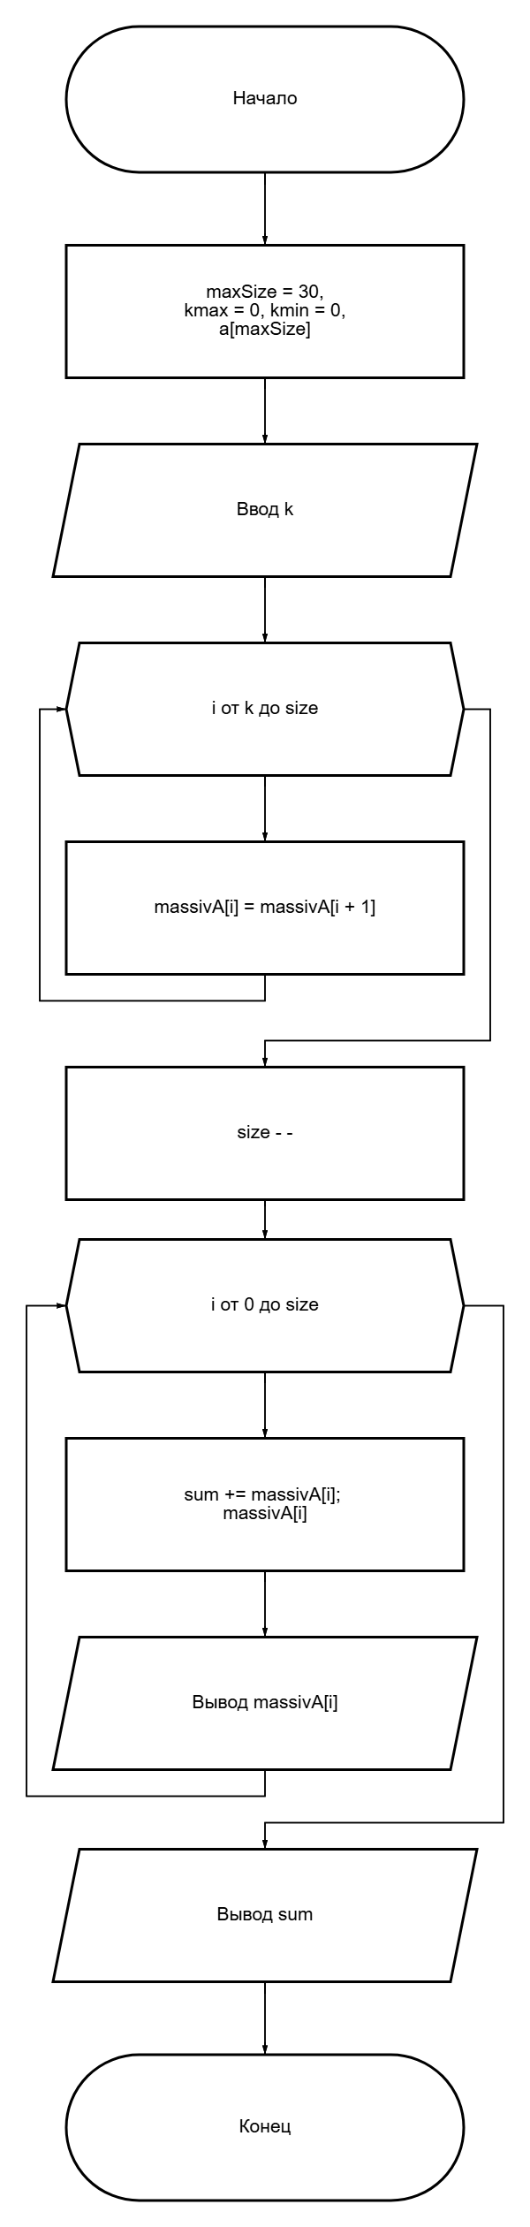 Начало
maxSize = 30,
kmax = 0, kmin = 0,
a[maxSize]
Ввод k
i от k до size
massivA[i] = massivA[i + 1]
size - -
i от 0 до size
sum += massivA[i];
massivA[i]
Вывод massivA[i]
Вывод sum
Конец